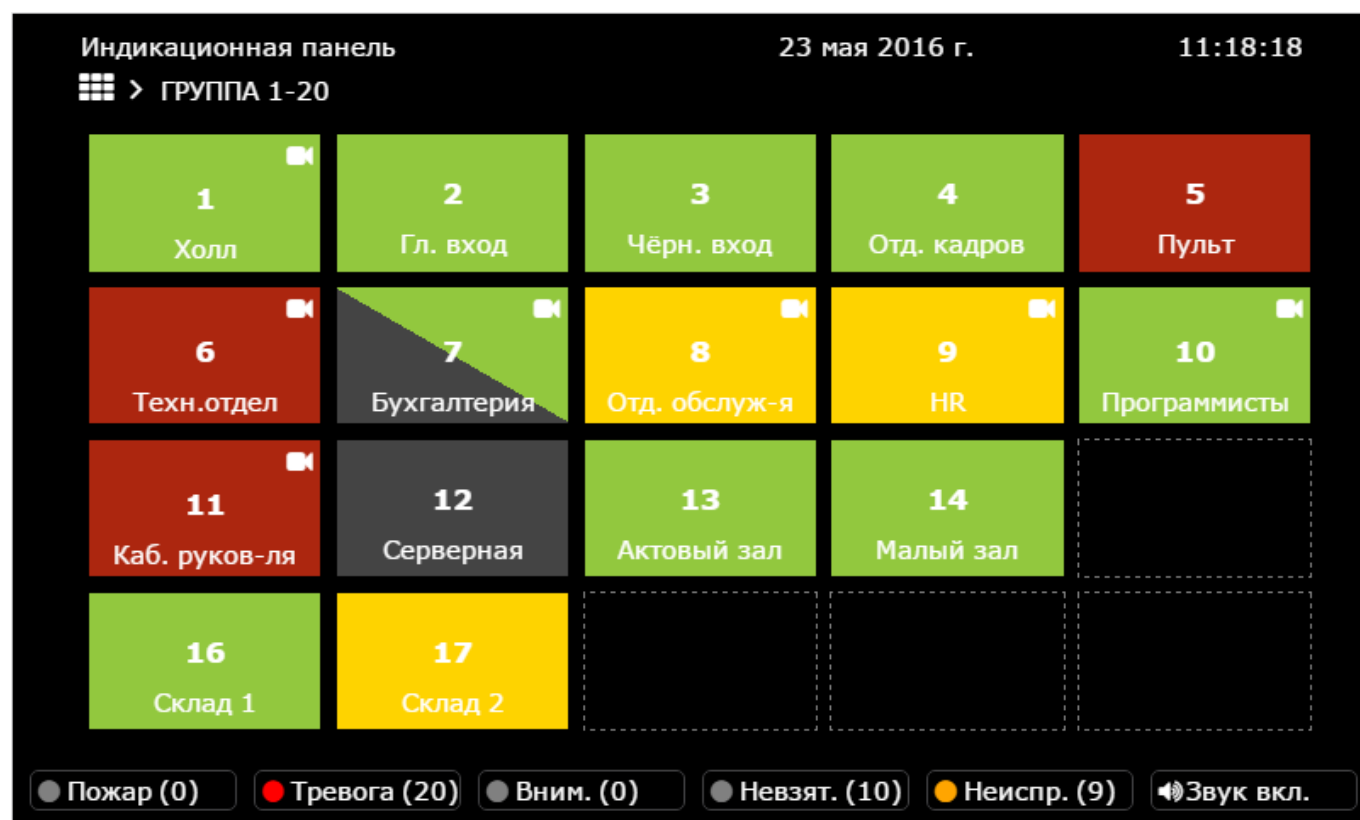 Индикационная панель 23 мая 2016 г. 11:18:18
> ГРУППА 1-20
1 2 3 4 5
Холл Гл. вход Чёрн. вход Отд. кадров Пульт
6 7 8 9 10
Техн.отдел Бухгалтерия Отд. обслуж-я HR Программисты
11 12 13 14
Каб. руков-ля Серверная Актовый зал Малый зал
16 17
Склад 1 Склад 2
Пожар (0) Тревога (20) Вним. (0) Невзят. (10) Неиспр. (9) Звук вкл.